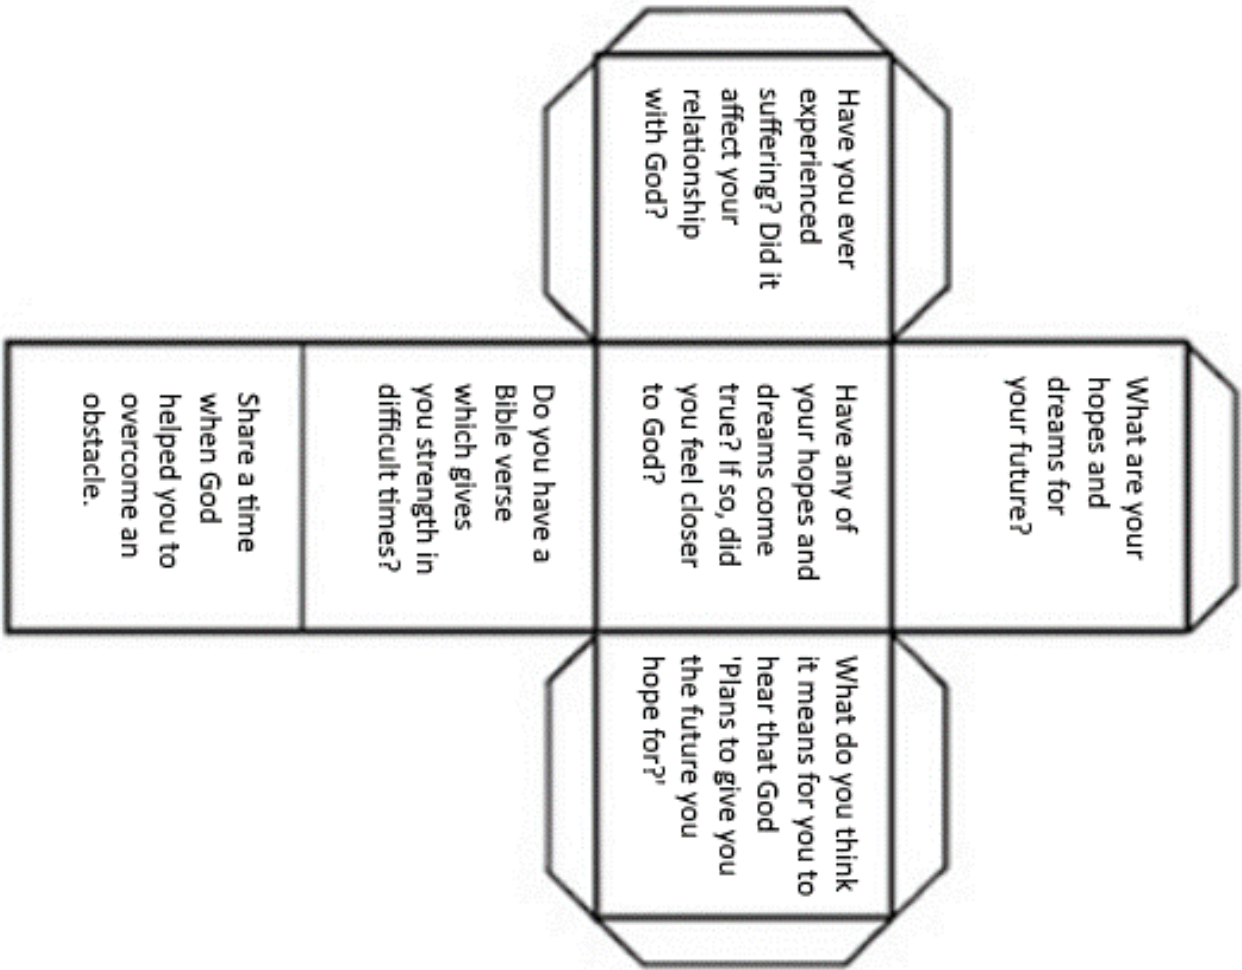 What are your
hopes and
dreams for
your future?
Have you ever
experienced
suffering? Did it
affect your
relationship
with God?
Have any of
your hopes and
dreams come
true? If so, did
you feel closer
to God?
What do you think
it means for you to
hear that God
'Plans to give you
the future you
hope for?'
Do you have a
Bible verse
which gives
you strength in
difficult times?
Share a time
when God
helped you to
overcome an
obstacle.